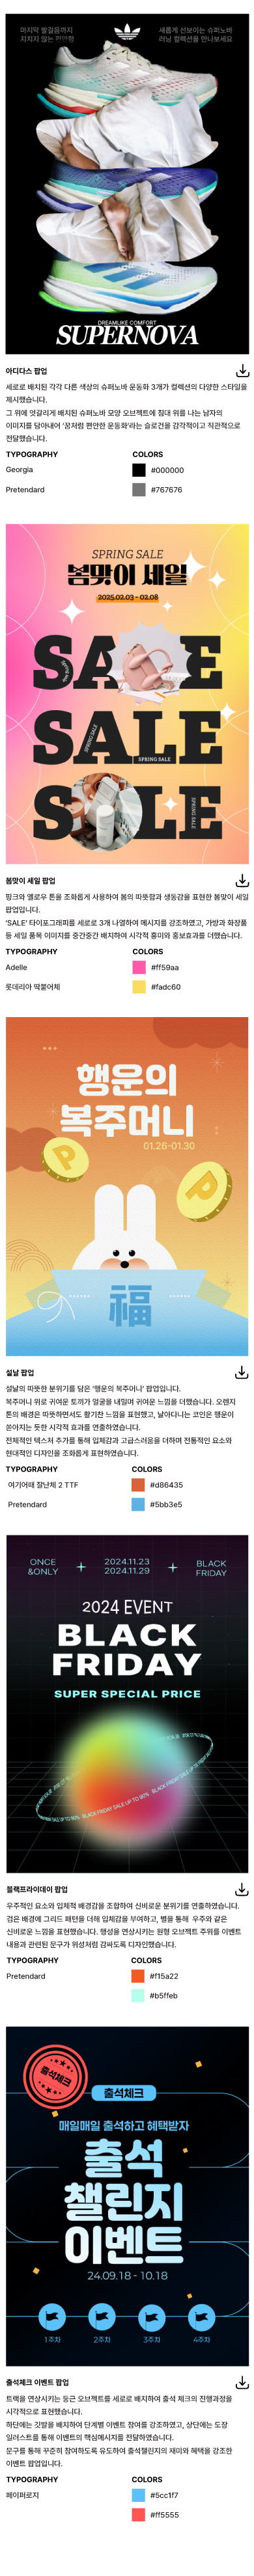 마지막 발걸음까지
지치지 않는 편안함
새롭게 선보이는 슈퍼노바
러닝 컬렉션을 만나보세요
DREAMLIKE COMFORT
SUPERNOVA
아디다스 팝업
세로로 배치된 각각 다른 색상의 슈퍼노바 운동화 3개가 컬렉션의 다양한 스타일을
제시했습니다.
그 위에 엇갈리게 배치된 슈퍼노바 모양 오브젝트에 침대 위를 나는 남자의
이미지를 담아내어 '꿈처럼 편안한 운동화'라는 슬로건을 감각적이고 직관적으로
전달했습니다.
TYPOGRAPHY
COLORS
Georgia
#000000
Pretendard
#767676
SPRING SALE
봄맞이 세일
2025.02.03 - 02.08
SALE
SPRING SALE
SALE
SPRING SALE
SPRING SALE
SALE
SPRING SALE
봄맞이 세일 팝업
핑크와 옐로우 톤을 조화롭게 사용하여 봄의 따뜻함과 생동감을 표현한 봄맞이 세일
팝업입니다.
'SALE' 타이포그래피를 세로로 3개 나열하여 메시지를 강조하였고, 가방과 화장품
등 세일 품목 이미지를 중간중간 배치하여 시각적 흥미와 홍보효과를 더했습니다.
TYPOGRAPHY
COLORS
Adelle
#ff59aa
롯데리아 떡붙어체
#fadc60
행운의
복주머니
01.26-01.30
P
P
福
설날 팝업
설날의 따뜻한 분위기를 담은 '행운의 복주머니' 팝업입니다.
복주머니 위로 귀여운 토끼가 얼굴을 내밀며 귀여운 느낌을 더했습니다. 오렌지
톤의 배경은 따뜻하면서도 활기찬 느낌을 표현했고, 날아다니는 코인은 행운이
쏟아지는 듯한 시각적 효과를 연출하였습니다.
전체적인 텍스쳐 추가를 통해 입체감과 고급스러움을 더하며 전통적인 요소와
현대적인 디자인을 조화롭게 표현하였습니다.
TYPOGRAPHY
COLORS
여기어때 잘난체 2 TTF
#d86435
Pretendard
#5bb3e5
ONCE
&ONLY
2024.11.23
2024.11.29
BLACK
FRIDAY
2024 EVENT
BLACK
FRIDAY
SUPER SPECIAL PRICE
BLACK FRIDAY SALE UP TO 90%
블랙프라이데이 팝업
우주적인 요소와 입체적 배경감을 조합하여 신비로운 분위기를 연출하였습니다.
검은 배경에 그리드 패턴을 더해 입체감을 부여하고, 별을 통해 우주와 같은
신비로운 느낌을 표현했습니다. 행성을 연상시키는 원형 오브젝트 주위를 이벤트
내용과 관련된 문구가 위성처럼 감싸도록 디자인했습니다.
TYPOGRAPHY
COLORS
Pretendard
#f15a22
#b5ffeb
출석체크
출석체크
매일매일 출석하고 혜택받자
출석
챌린지
이벤트
24.09.18 - 10.18
1주차
2주차
3주차
4주차
출석체크 이벤트 팝업
트랙을 연상시키는 둥근 오브젝트를 세로로 배치하여 출석 체크의 진행과정을
시각적으로 표현했습니다.
하단에는 깃발을 배치하여 단계별 이벤트 참여를 강조하였고, 상단에는 도장
일러스트를 통해 이벤트의 핵심메시지를 전달하였습니다.
문구를 통해 꾸준히 참여하도록 유도하여 출석챌린지의 재미와 혜택을 강조한
이벤트 팝업입니다.
TYPOGRAPHY
COLORS
페이퍼로지
#5cc1f7
#ff5555